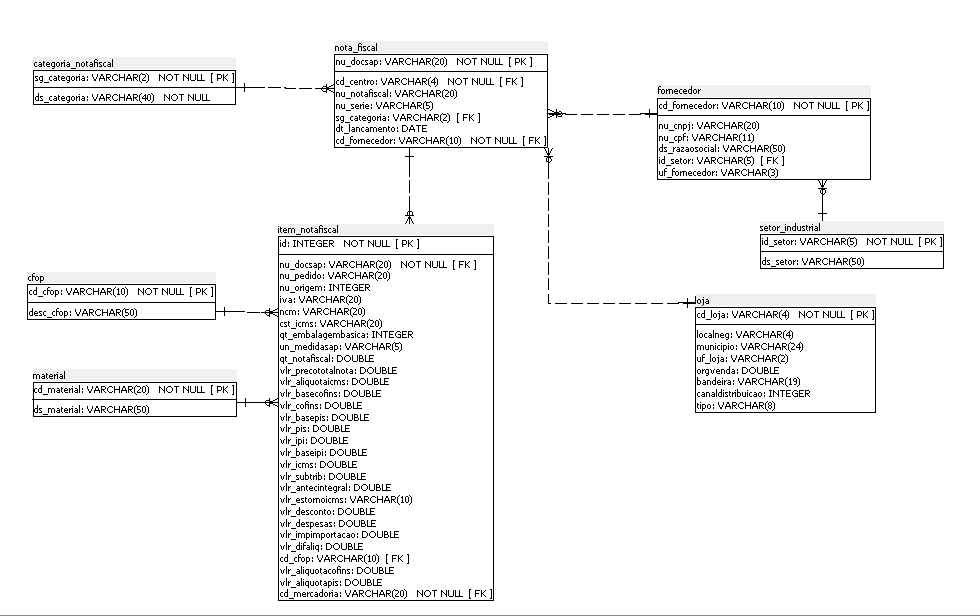 nota_fiscal
nu_docsap: VARCHAR(20) NOT NULL [ PK ]
cd_centro: VARCHAR(4) NOT NULL [ FK ]
nu_notafiscal: VARCHAR(20)
nu_serie: VARCHAR(5)
sg_categoria: VARCHAR(2) [ FK ]
dt_lancamento: DATE
cd_fornecedor: VARCHAR(10) NOT NULL [ FK ]
categoria_notafiscal
sg_categoria: VARCHAR(2) NOT NULL [ PK ]
ds_categoria: VARCHAR(40) NOT NULL
fornecedor
cd_fornecedor: VARCHAR(10) NOT NULL [ PK ]
nu_cnpj: VARCHAR(20)
nu_cpf: VARCHAR(11)
ds_razaosocial: VARCHAR(50)
id_setor: VARCHAR(5) [ FK ]
uf_fornecedor: VARCHAR(3)
setor_industrial
id_setor: VARCHAR(5) NOT NULL [ PK ]
ds_setor: VARCHAR(50)
item_notafiscal
id: INTEGER NOT NULL [ PK ]
nu_docsap: VARCHAR(20) NOT NULL [ FK ]
nu_pedido: VARCHAR(20)
nu_origem: INTEGER
iva: VARCHAR(20)
ncm: VARCHAR(20)
cst_icms: VARCHAR(20)
qt_embalagembasica: INTEGER
un_medidasap: VARCHAR(5)
qt_notafiscal: DOUBLE
vlr_precototalnota: DOUBLE
vlr_aliquotaicms: DOUBLE
vlr_basecofins: DOUBLE
vlr_cofins: DOUBLE
vlr_basepis: DOUBLE
vlr_pis: DOUBLE
vlr_ipi: DOUBLE
vlr_baseipi: DOUBLE
vlr_icms: DOUBLE
vlr_subtrib: DOUBLE
vlr_antecintegral: DOUBLE
vlr_estornoicms: VARCHAR(10)
vlr_desconto: DOUBLE
vlr_despesas: DOUBLE
vlr_impimportacao: DOUBLE
vlr_difaliq: DOUBLE
cd_cfop: VARCHAR(10) [ FK ]
vlr_aliquotacofins: DOUBLE
vlr_aliquotapis: DOUBLE
cd_mercadoria: VARCHAR(20) NOT NULL [ FK ]
cfop
cd_cfop: VARCHAR(10) NOT NULL [ PK ]
desc_cfop: VARCHAR(50)
material
cd_material: VARCHAR(20) NOT NULL [ PK ]
ds_material: VARCHAR(50)
loja
cd_loja: VARCHAR(4) NOT NULL [ PK ]
localneg: VARCHAR(4)
municipio: VARCHAR(24)
uf_loja: VARCHAR(2)
orgvenda: DOUBLE
bandeira: VARCHAR(19)
canaldistribuicao: INTEGER
tipo: VARCHAR(8)